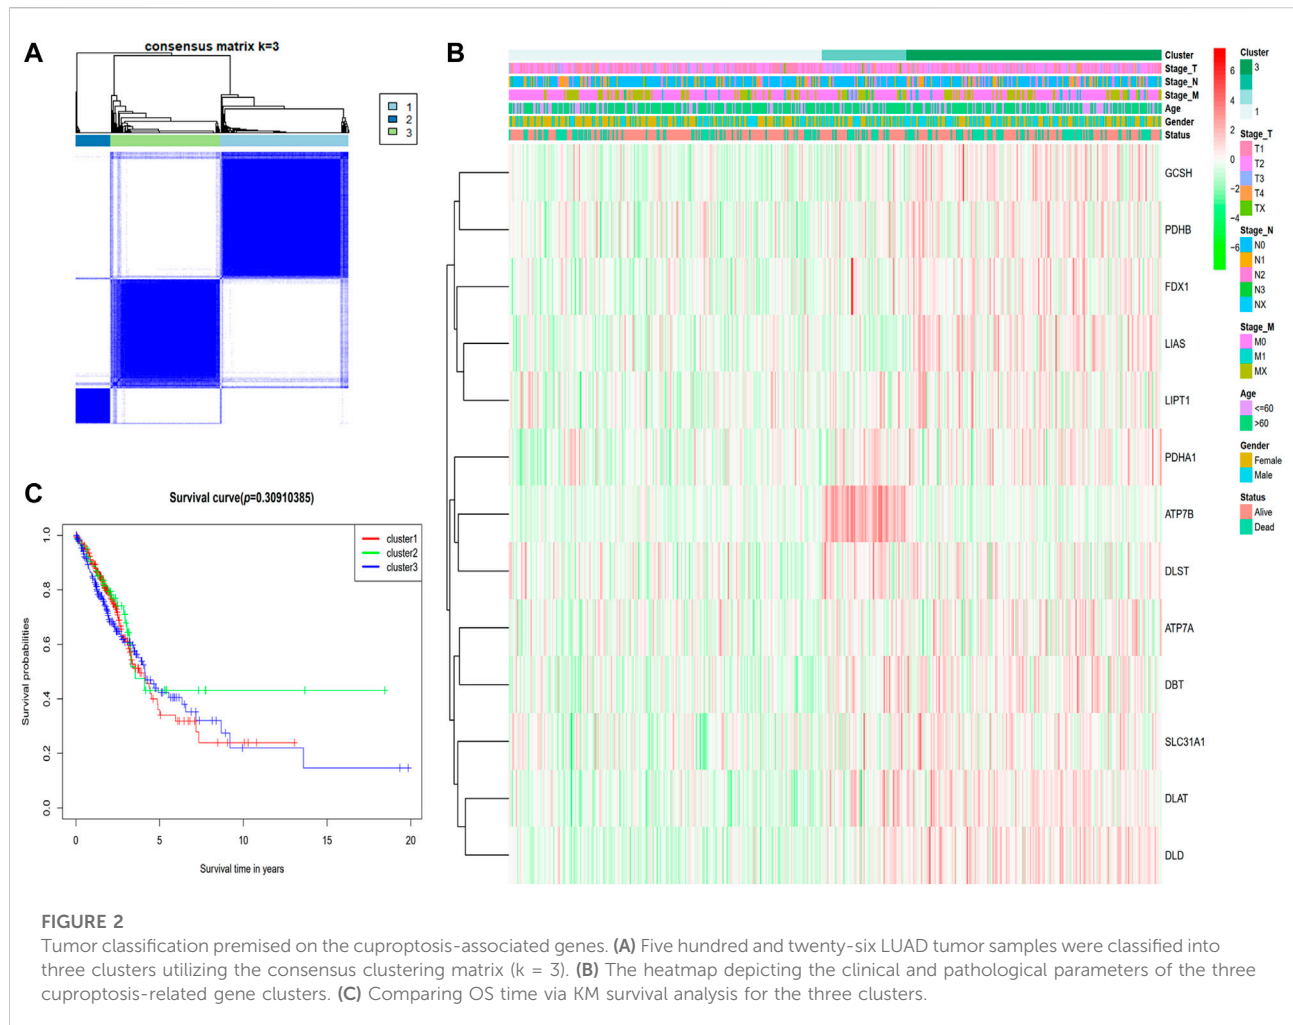 A
consensus matrix k=3
1
2
3
B
Cluster
Stage_T
Stage_N
Stage_M
Age
Gender
Status
GCSH
PDHB
FDX1
LIAS
LIPT1
PDHA1
ATP7B
DLST
ATP7A
DBT
SLC31A1
DLAT
DLD
6
4
2
0
−2
−4
−6
Cluster
3
1
Stage_T
T1
T2
T3
T4
TX
Stage_N
N0
N1
N2
N3
NX
Stage_M
M0
M1
MX
Age
<=60
>60
Gender
Female
Male
Status
Alive
Dead
C
Survival curve(p=0.30910385)
cluster1
cluster2
cluster3
Survival probabilities
1.0
0.8
0.6
0.4
0.2
0.0
0
5
10
15
20
Survival time in years
FIGURE 2
Tumor classification premised on the cuproptosis-associated genes. (A) Five hundred and twenty-six LUAD tumor samples were classified into
three clusters utilizing the consensus clustering matrix (k = 3). (B) The heatmap depicting the clinical and pathological parameters of the three
cuproptosis-related gene clusters. (C) Comparing OS time via KM survival analysis for the three clusters.